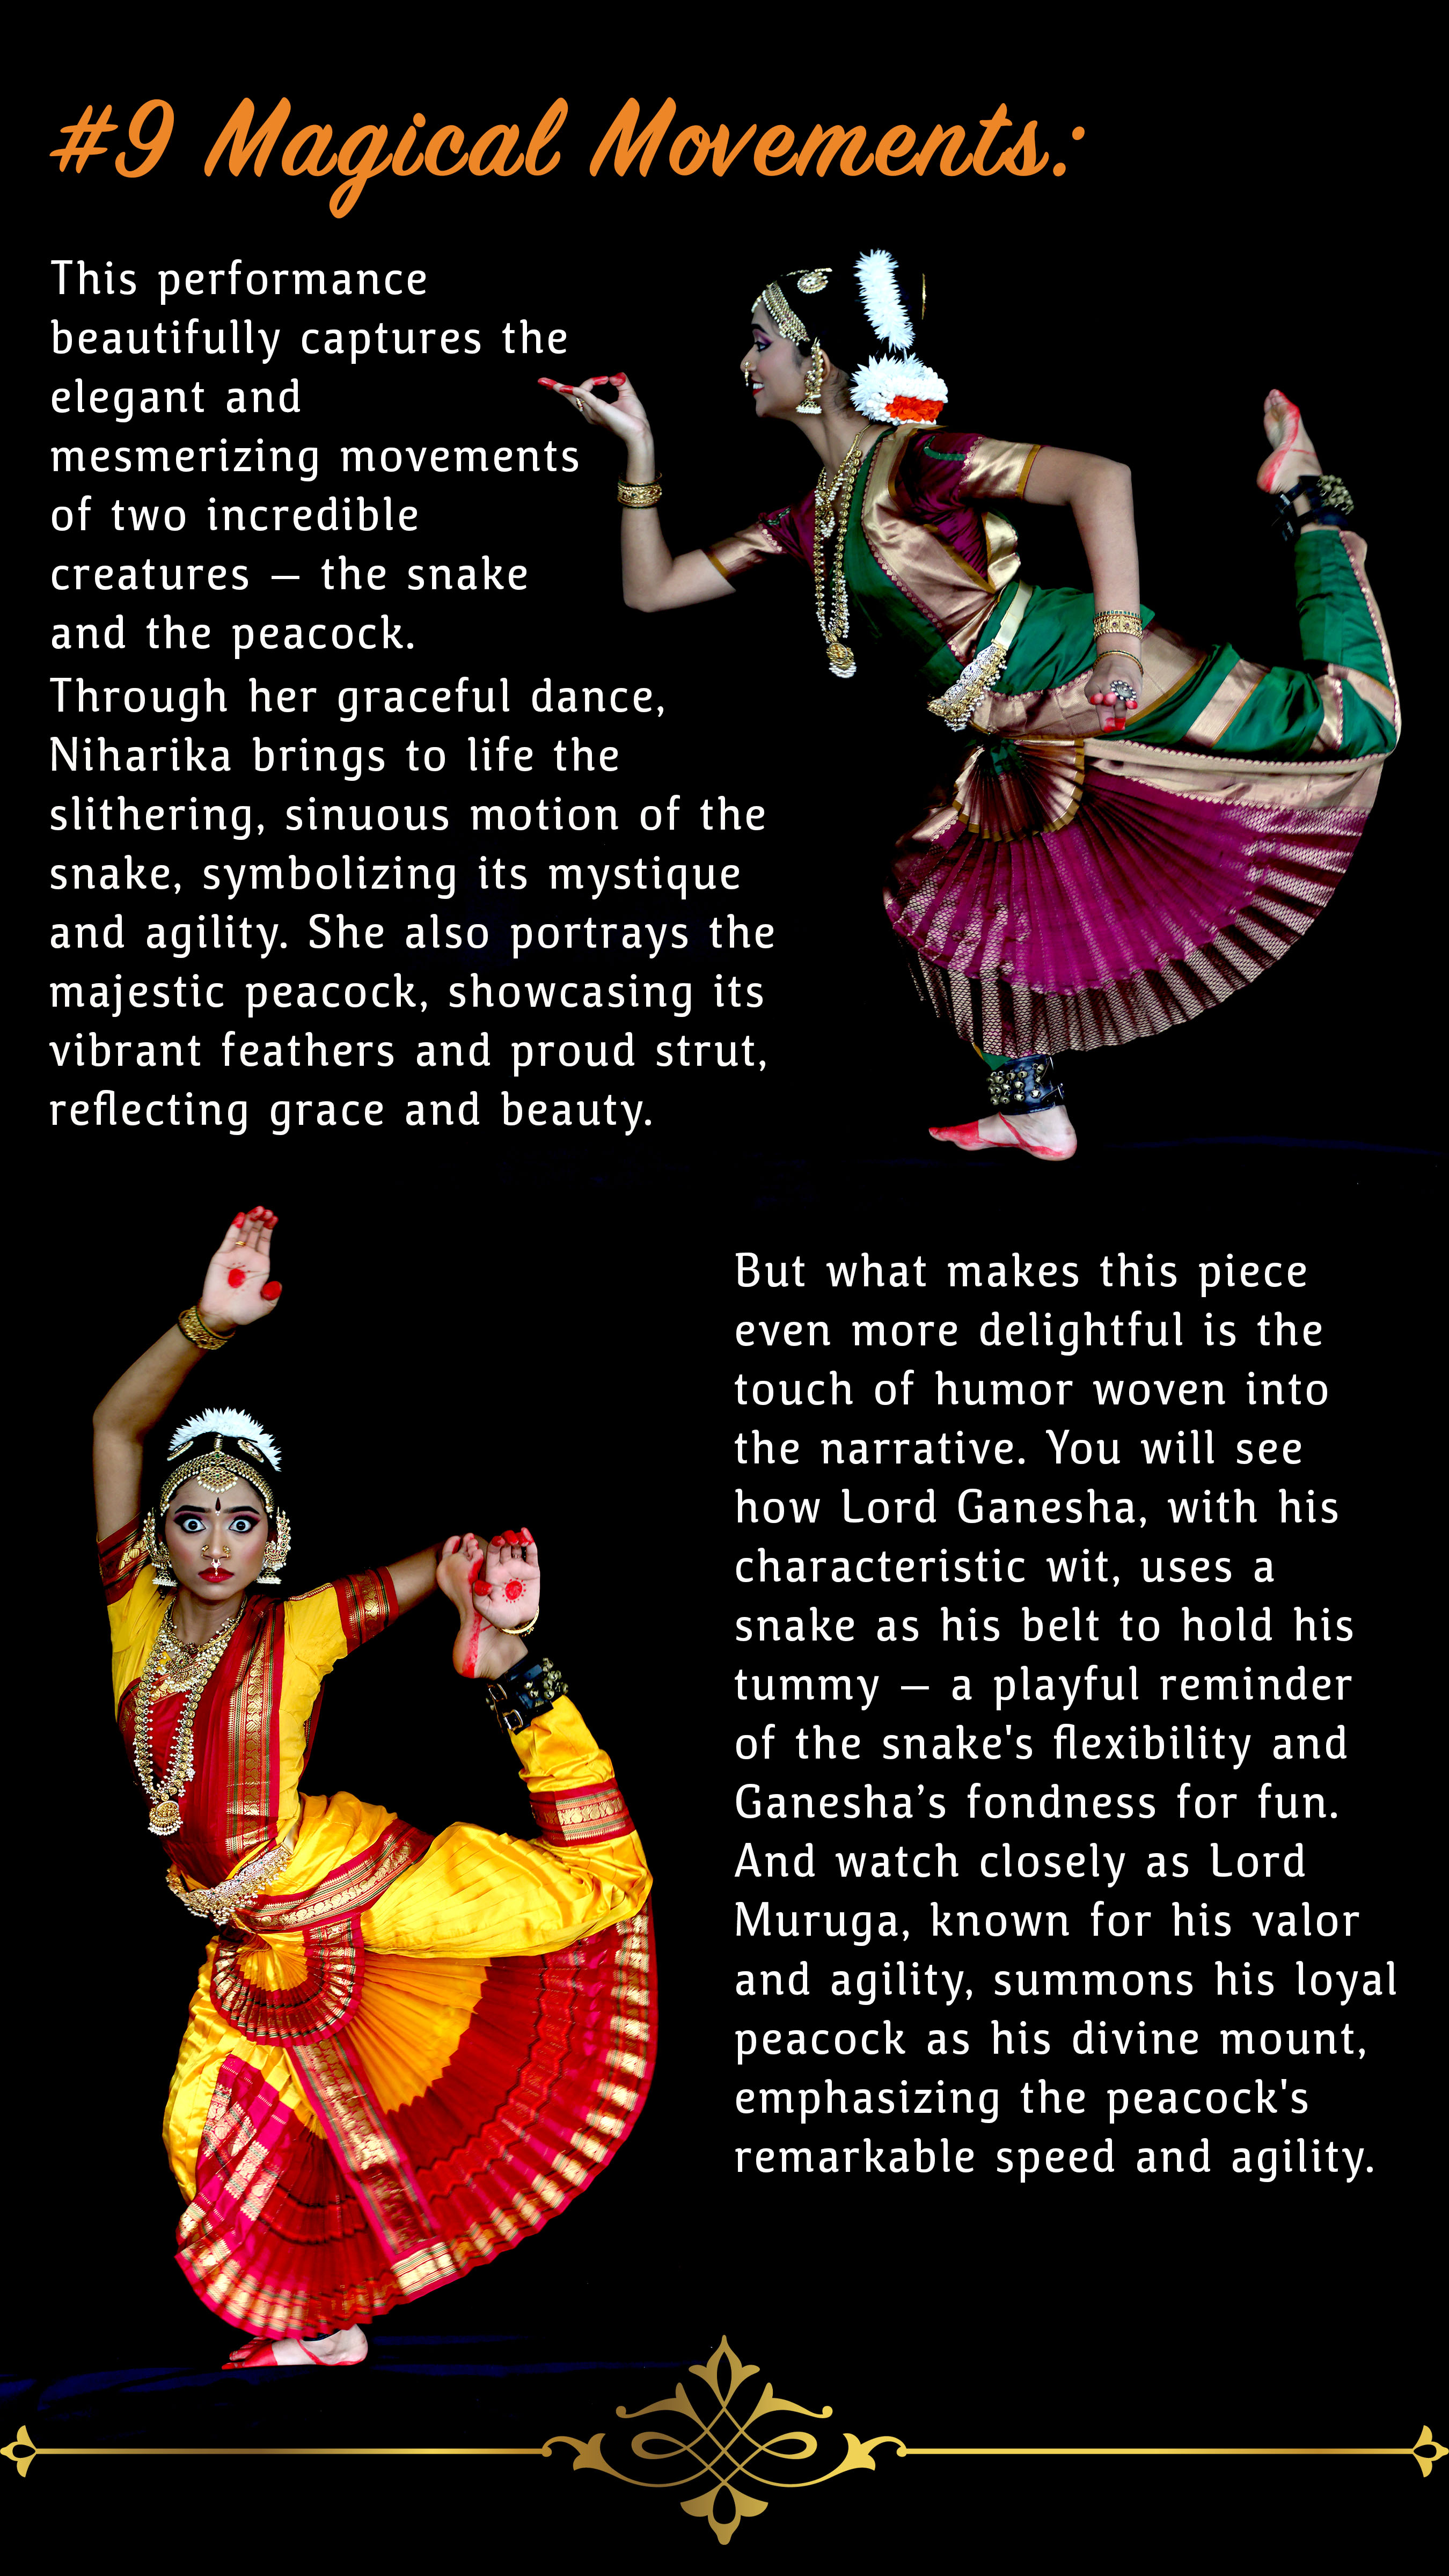 #9 Magical Movements:
This performance
beautifully captures the
elegant and
mesmerizing movements
of two incredible
creatures – the snake
and the peacock.
Through her graceful dance,
Niharika brings to life the
slithering, sinuous motion of the
snake, symbolizing its mystique
and agility. She also portrays the
majestic peacock, showcasing its
vibrant feathers and proud strut,
reflecting grace and beauty.
But what makes this piece
even more delightful is the
touch of humor woven into
the narrative. You will see
how Lord Ganesha, with his
characteristic wit, uses a
snake as his belt to hold his
tummy – a playful reminder
of the snake's flexibility and
Ganesha’s fondness for fun.
And watch closely as Lord
Muruga, known for his valor
and agility, summons his loyal
peacock as his divine mount,
emphasizing the peacock's
remarkable speed and agility.